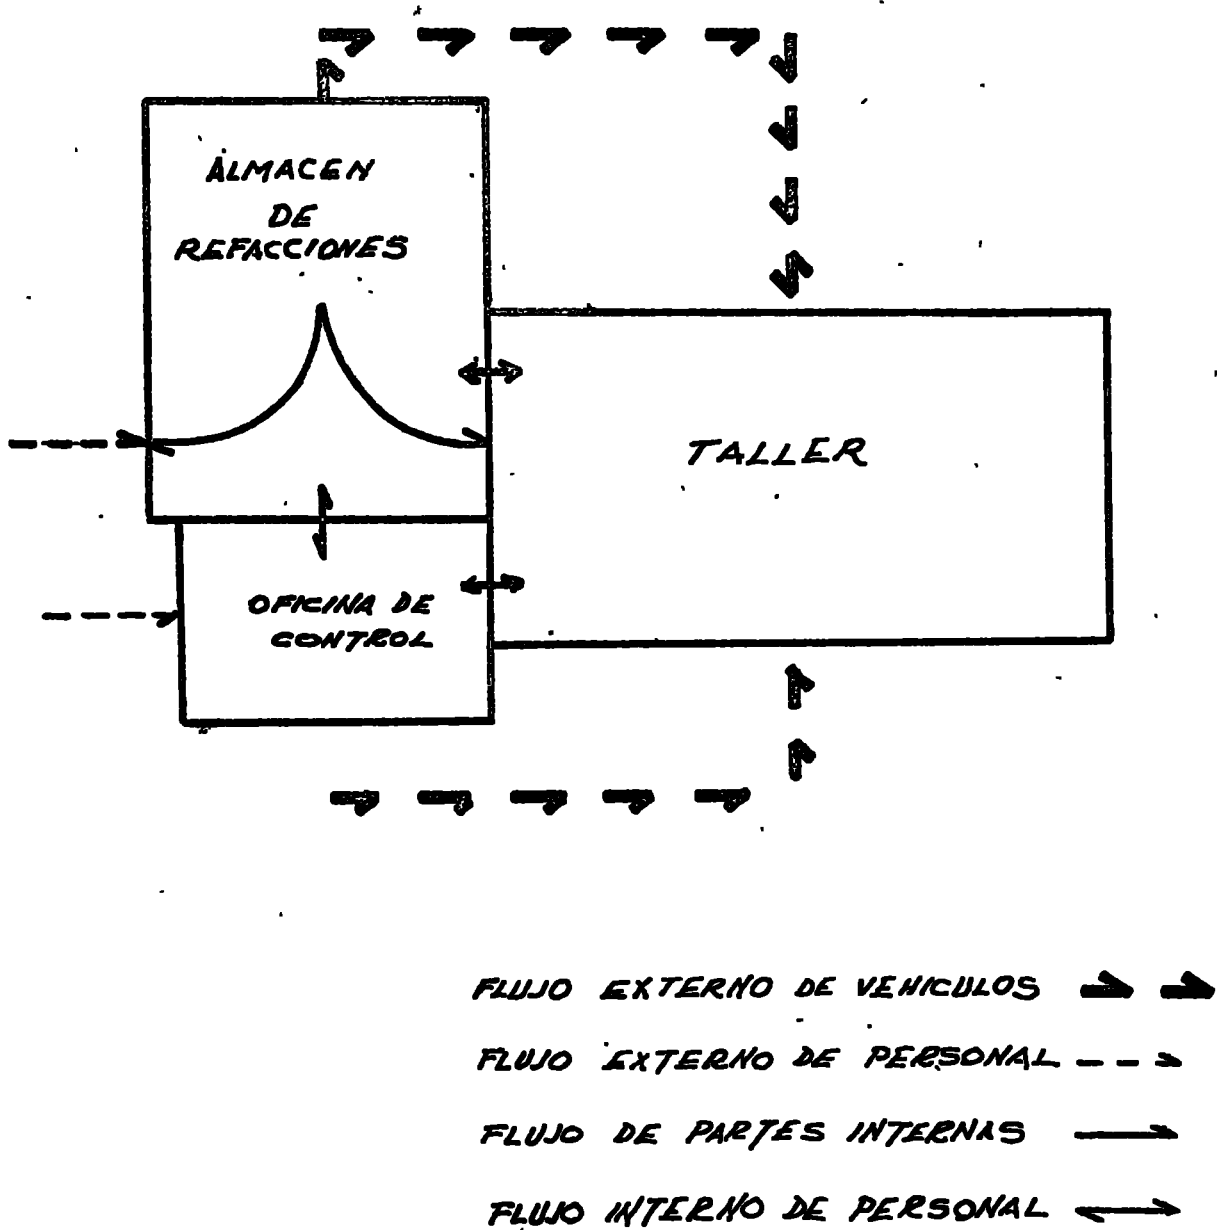 ALMACEN
DE
REFACCIONES
TALLER
OFICINA DE
CONTROL
FLUJO EXTERNO DE VEHICULOS
FLUJO EXTERNO DE PERSONAL
FLUJO DE PARTES INTERNAS
FLUJO INTERNO DE PERSONAL